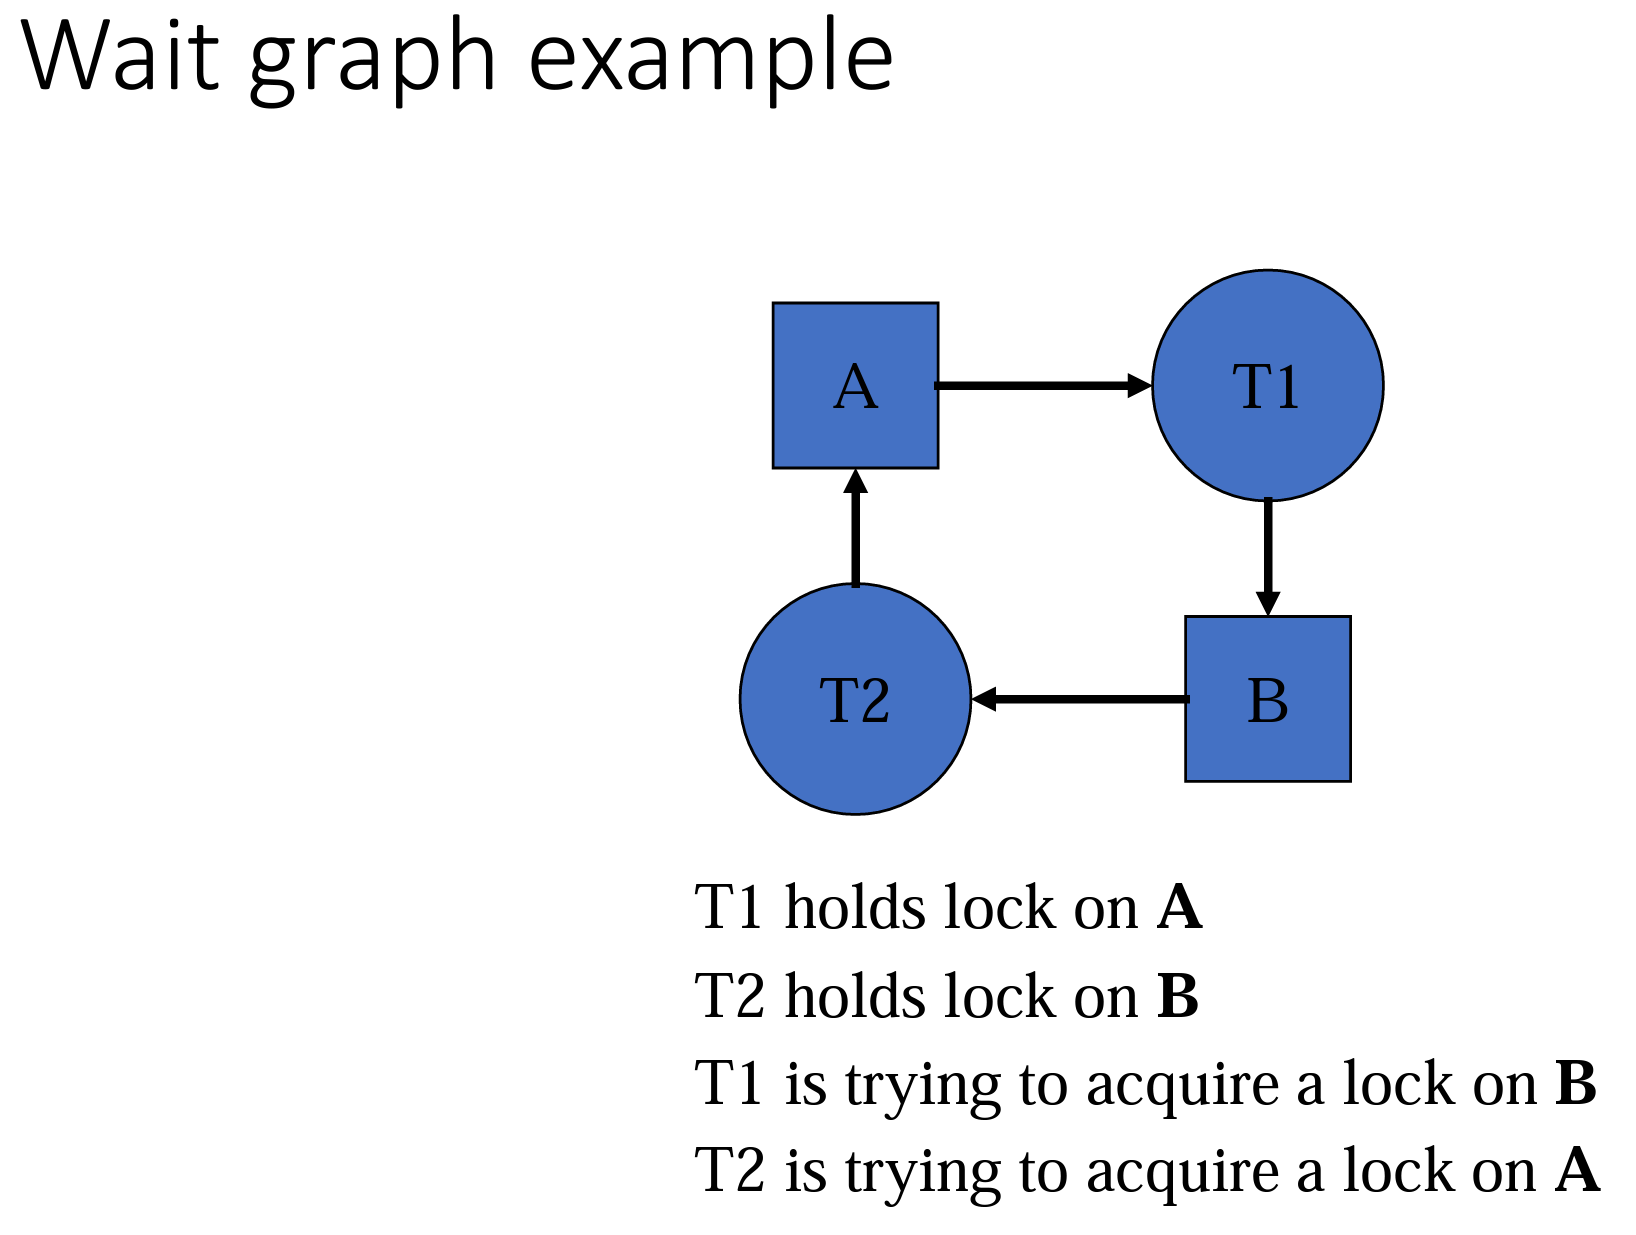 Wait graph example
A
T1
T2
B
T1 holds lock on A
T2 holds lock on B
T1 is trying to acquire a lock on B
T2 is trying to acquire a lock on A